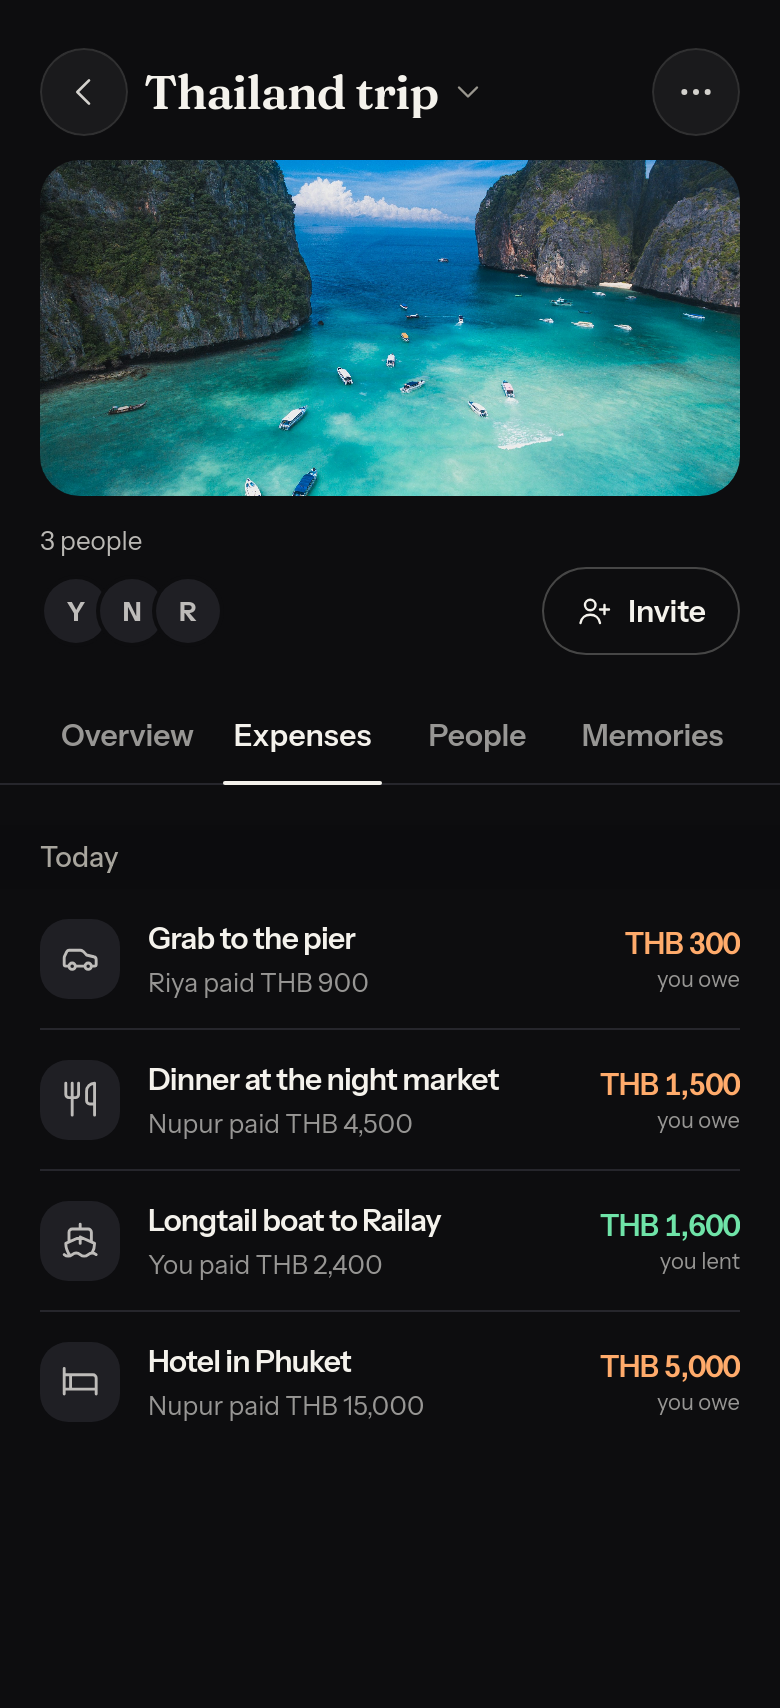 Thailand trip
3 people
Y N R
Invite
Overview Expenses People Memories
Today
Grab to the pier
THB 300
Riya paid THB 900
you owe
Dinner at the night market
THB 1,500
Nupur paid THB 4,500
you owe
Longtail boat to Railay
THB 1,600
You paid THB 2,400
you lent
Hotel in Phuket
THB 5,000
Nupur paid THB 15,000
you owe